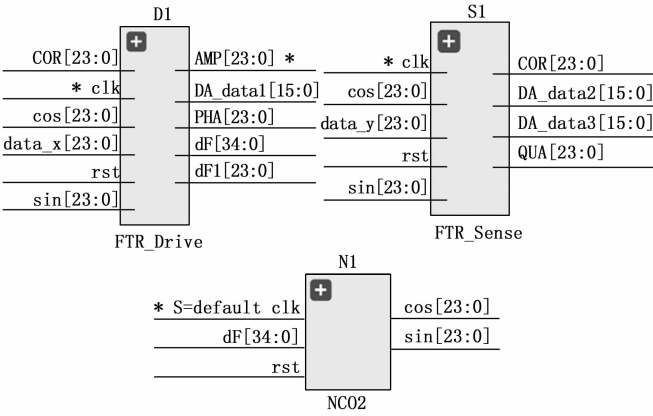 D1
COR[23:0]
* clk
cos[23:0]
data_x[23:0]
rst
sin[23:0]
AMP[23:0] *
DA_data1[15:0]
PHA[23:0]
dF[34:0]
dF1[23:0]
FTR_Drive
S1
* clk
cos[23:0]
data_y[23:0]
rst
sin[23:0]
COR[23:0]
DA_data2[15:0]
DA_data3[15:0]
QUA[23:0]
FTR_Sense
N1
* S=default clk
dF[34:0]
rst
cos[23:0]
sin[23:0]
NCO2